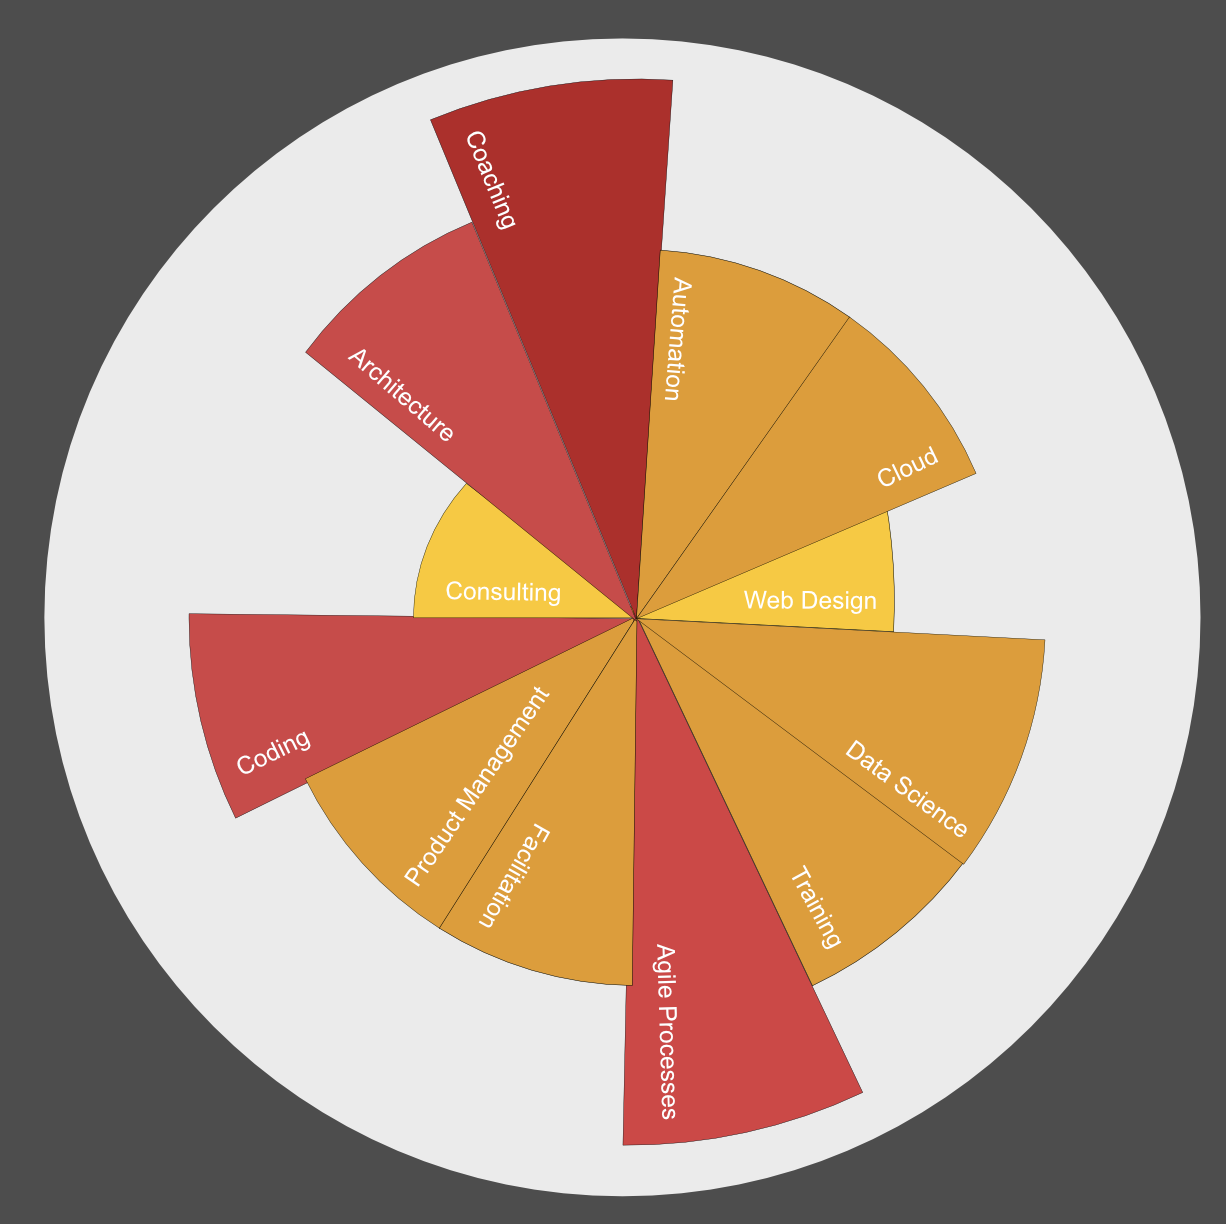 Coaching
Automation
Cloud
Web Design
Data Science
Training
Agile Processes
Facilitation
Product Management
Coding
Consulting
Architecture